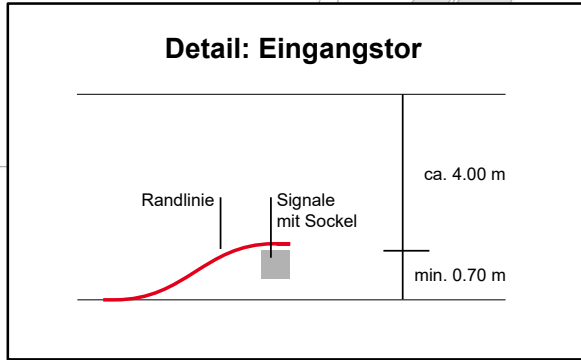 Detail: Eingangstor
ca. 4.00 m
Randlinie
Signale
mit Sockel
min. 0.70 m